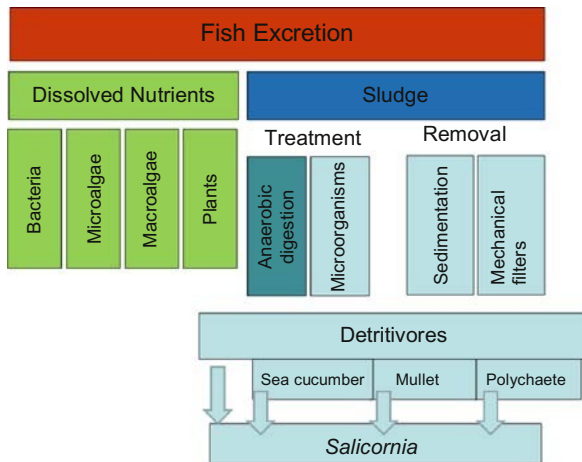 Fish Excretion
Dissolved Nutrients
Sludge
Treatment
Removal
Bacteria
Microalgae
Macroalgae
Plants
Anaerobic
digestion
Microorganisms
Sedimentation
Mechanical
filters
Detritivores
Sea cucumber
Mullet
Polychaete
Salicornia